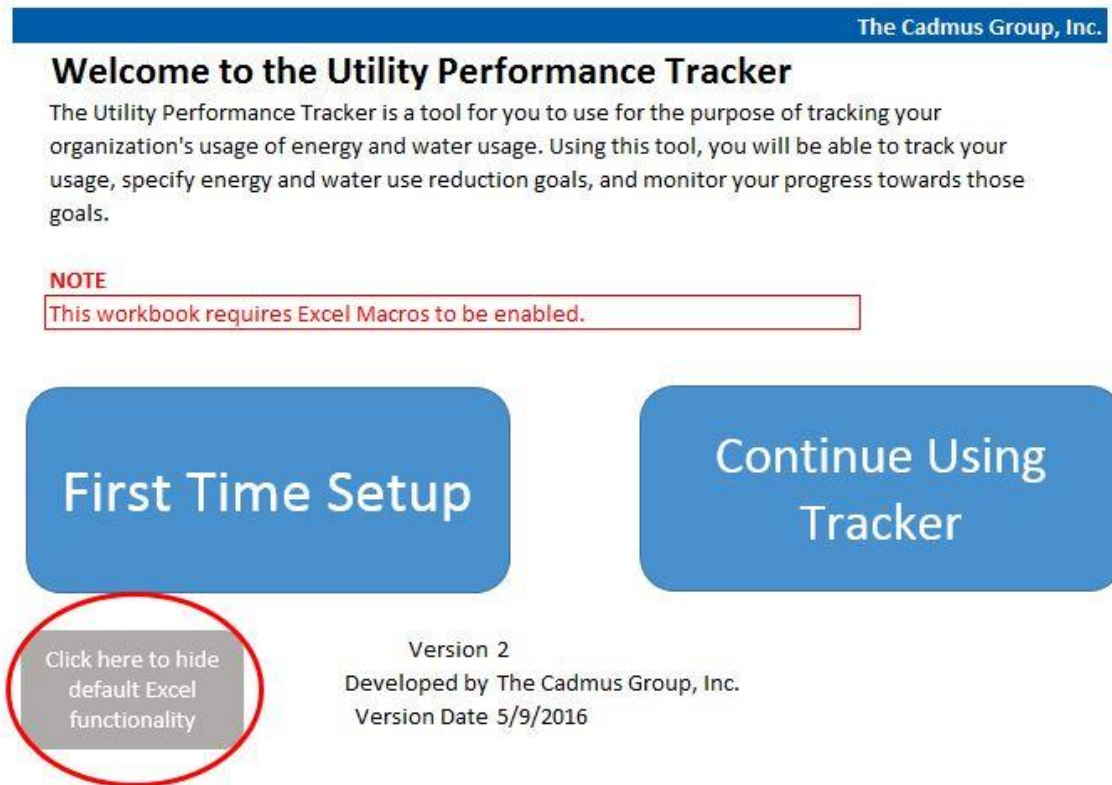 The Cadmus Group, Inc.
Welcome to the Utility Performance Tracker
The Utility Performance Tracker is a tool for you to use for the purpose of tracking your
organization's usage of energy and water usage. Using this tool, you will be able to track your
usage, specify energy and water use reduction goals, and monitor your progress towards those
goals.
NOTE
This workbook requires Excel Macros to be enabled.
First Time Setup
Continue Using
Tracker
Click here to hide
default Excel
functionality
Version 2
Developed by The Cadmus Group, Inc.
Version Date 5/9/2016